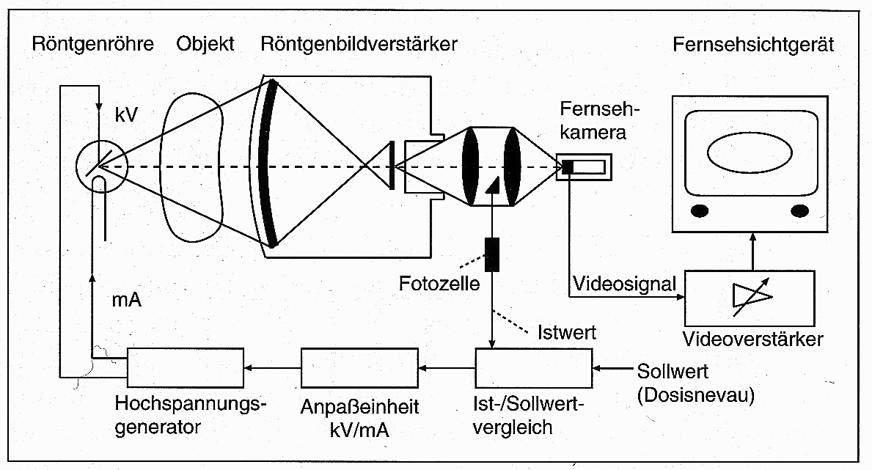 Röntgenröhre
Objekt
Röntgenbildverstärker
Fernsehsichtgerät
kV
Fernseh-
kamera
Fotozelle
Videosignal
mA
Istwert
Videoverstärker
Sollwert
(Dosisnevau)
Hochspannungs-
generator
Anpaßeinheit
kV/mA
Ist-/Sollwert-
vergleich